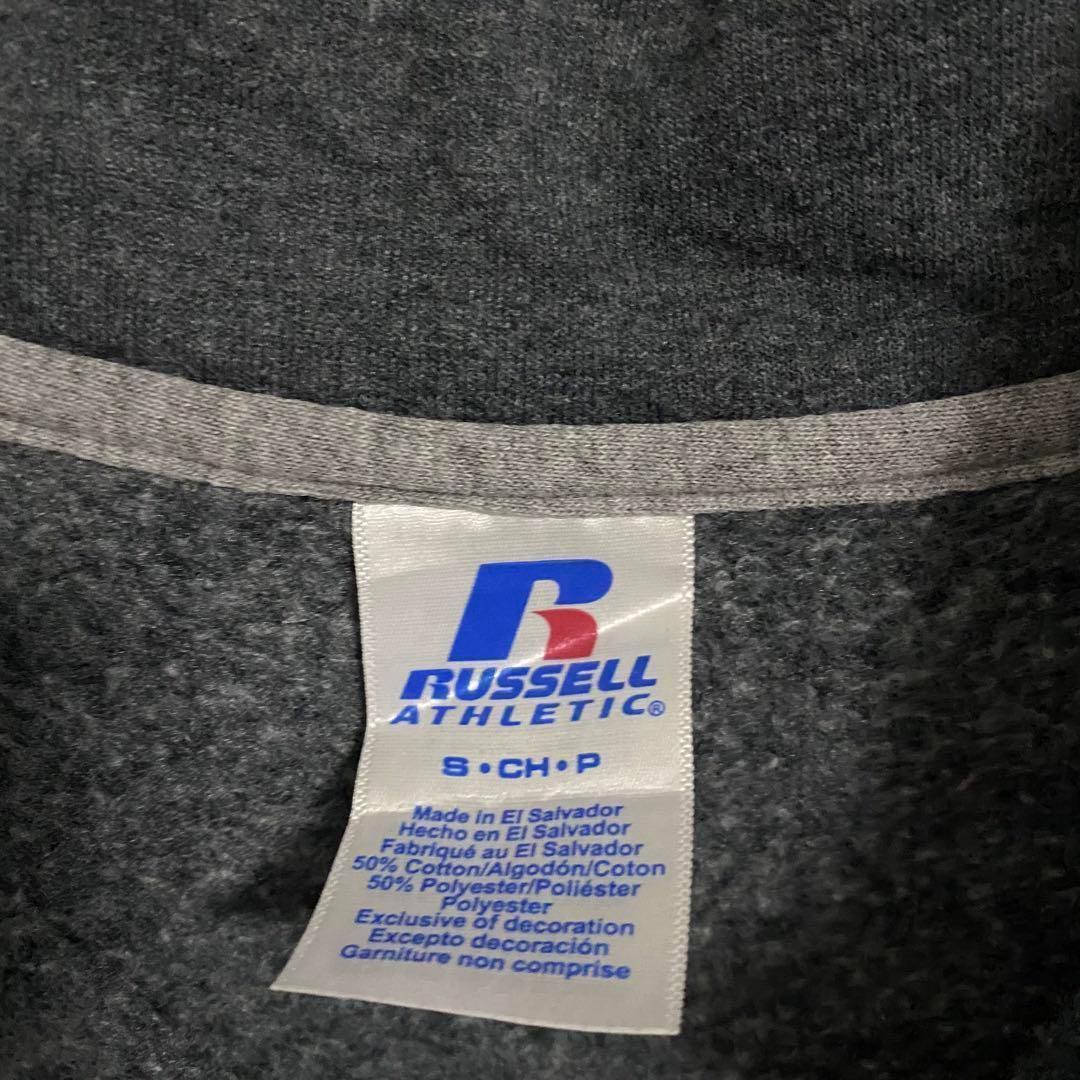 RUSSELL
ATHLETIC®
S•CH•P
Made in El Salvador
Hecho en El Salvador
Fabriqué au El Salvador
50% Cotton/Algodón/Coton
50% Polyester/Poliéster
Polyester
Exclusive of decoration
Excepto decoración
Garniture non comprise